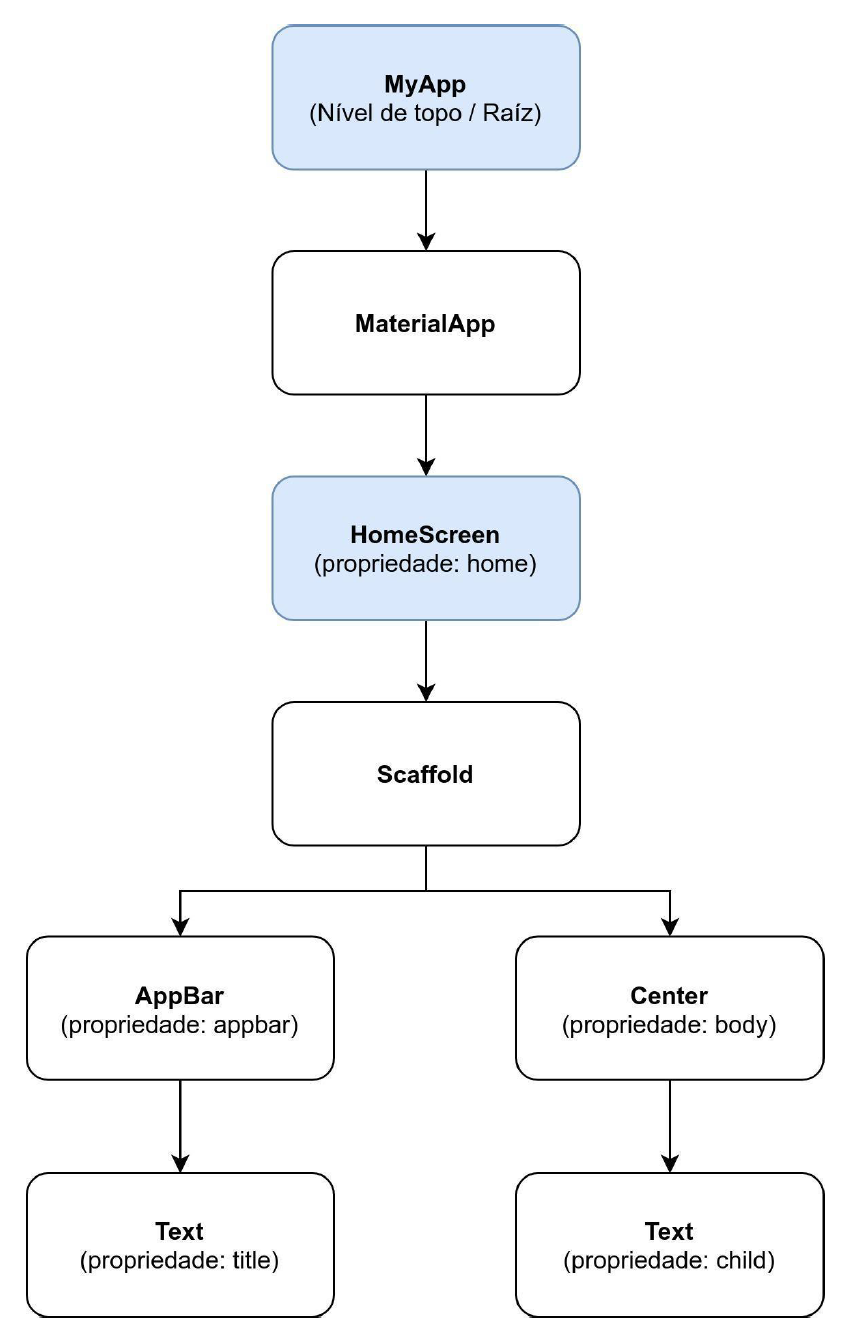 MyApp
(Nível de topo / Raíz)
MaterialApp
HomeScreen
(propriedade: home)
Scaffold
AppBar
(propriedade: appbar)
Center
(propriedade: body)
Text
(propriedade: title)
Text
(propriedade: child)